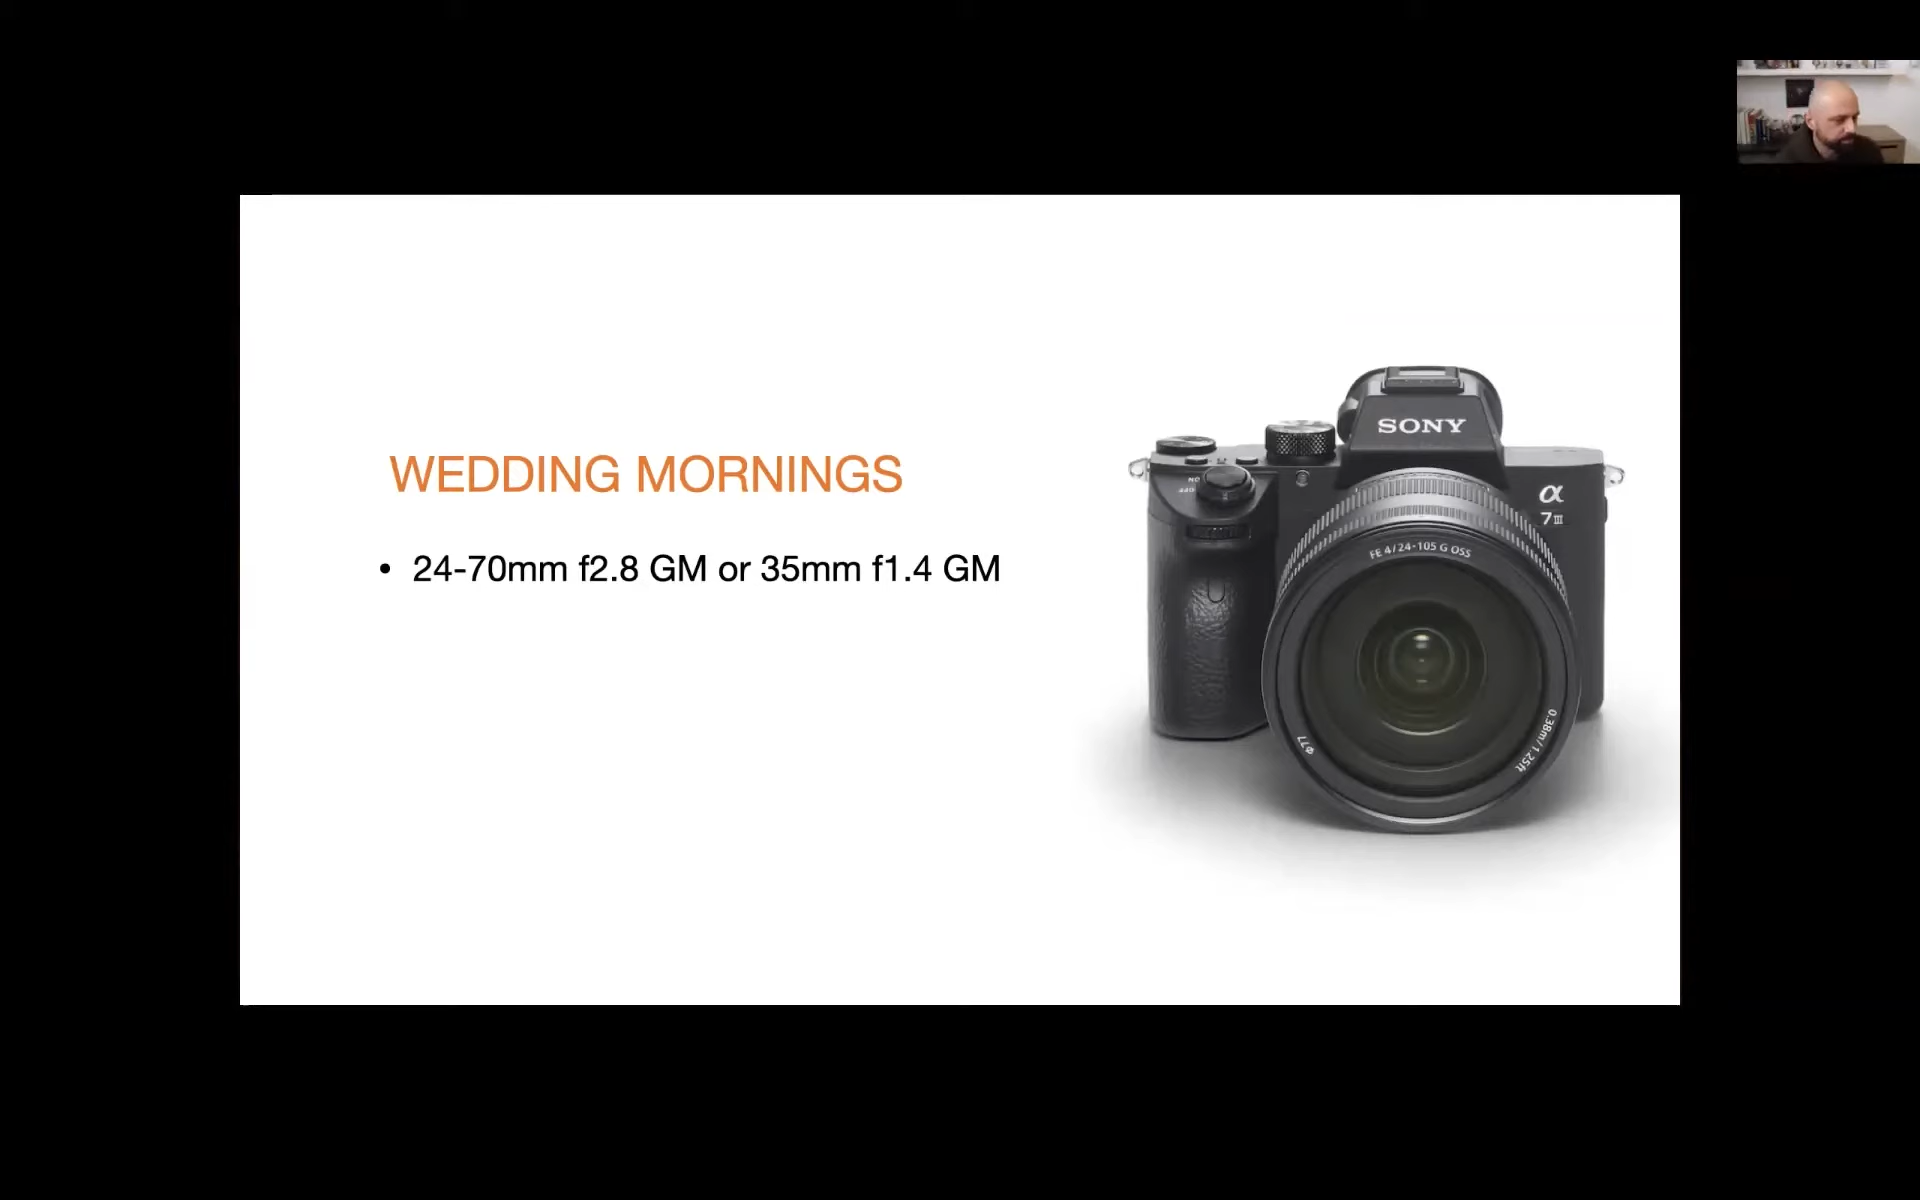 WEDDING MORNINGS
• 24-70mm f2.8 GM or 35mm f1.4 GM
SONY
α
7III
FE 4/24-105 G OSS
0.38m/1.25ft
Φ77